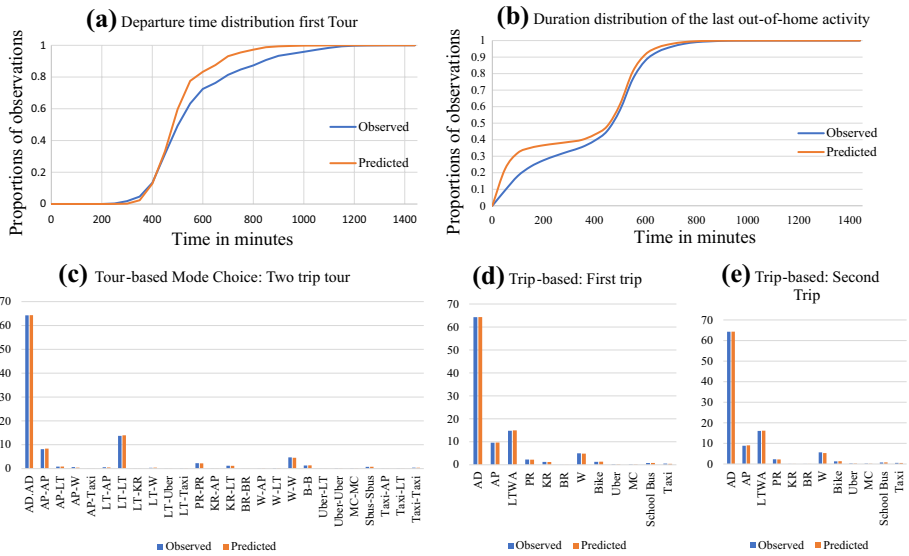 (a) Departure time distribution first Tour
Proportions of observations
1
0.8
0.6
0.4
0.2
0
0 200 400 600 800 1000 1200 1400
Time in minutes
Observed
Predicted
(b) Duration distribution of the last out-of-home activity
Proportions of observations
1
0.9
0.8
0.7
0.6
0.5
0.4
0.3
0.2
0.1
0
0 200 400 600 800 1000 1200 1400
Time in minutes
Observed
Predicted
(c) Tour-based Mode Choice: Two trip tour
70
60
50
40
30
20
10
0
AD.AD
AP-AP
AP-LT
AP-W
AP-Taxi
LT-AP
LT-LT
LT-KR
LT-W
LT-Uber
LT-Taxi
PR-PR
KR-AP
KR-LT
BR-BR
W-AP
W-LT
W-W
B-B
Uber-LT
Uber-Uber
MC-MC
Sbus-Sbus
Taxi-AP
Taxi-LT
Taxi-Taxi
Observed Predicted
(d) Trip-based: First trip
70
60
50
40
30
20
10
0
AD
AP
LTWA
PR
KR
BR
W
Bike
Uber
MC
School Bus
Taxi
Observed Predicted
(e) Trip-based: Second
Trip
70
60
50
40
30
20
10
0
AD
AP
LTWA
PR
KR
BR
W
Bike
Uber
MC
School Bus
Taxi
Observed Predicted